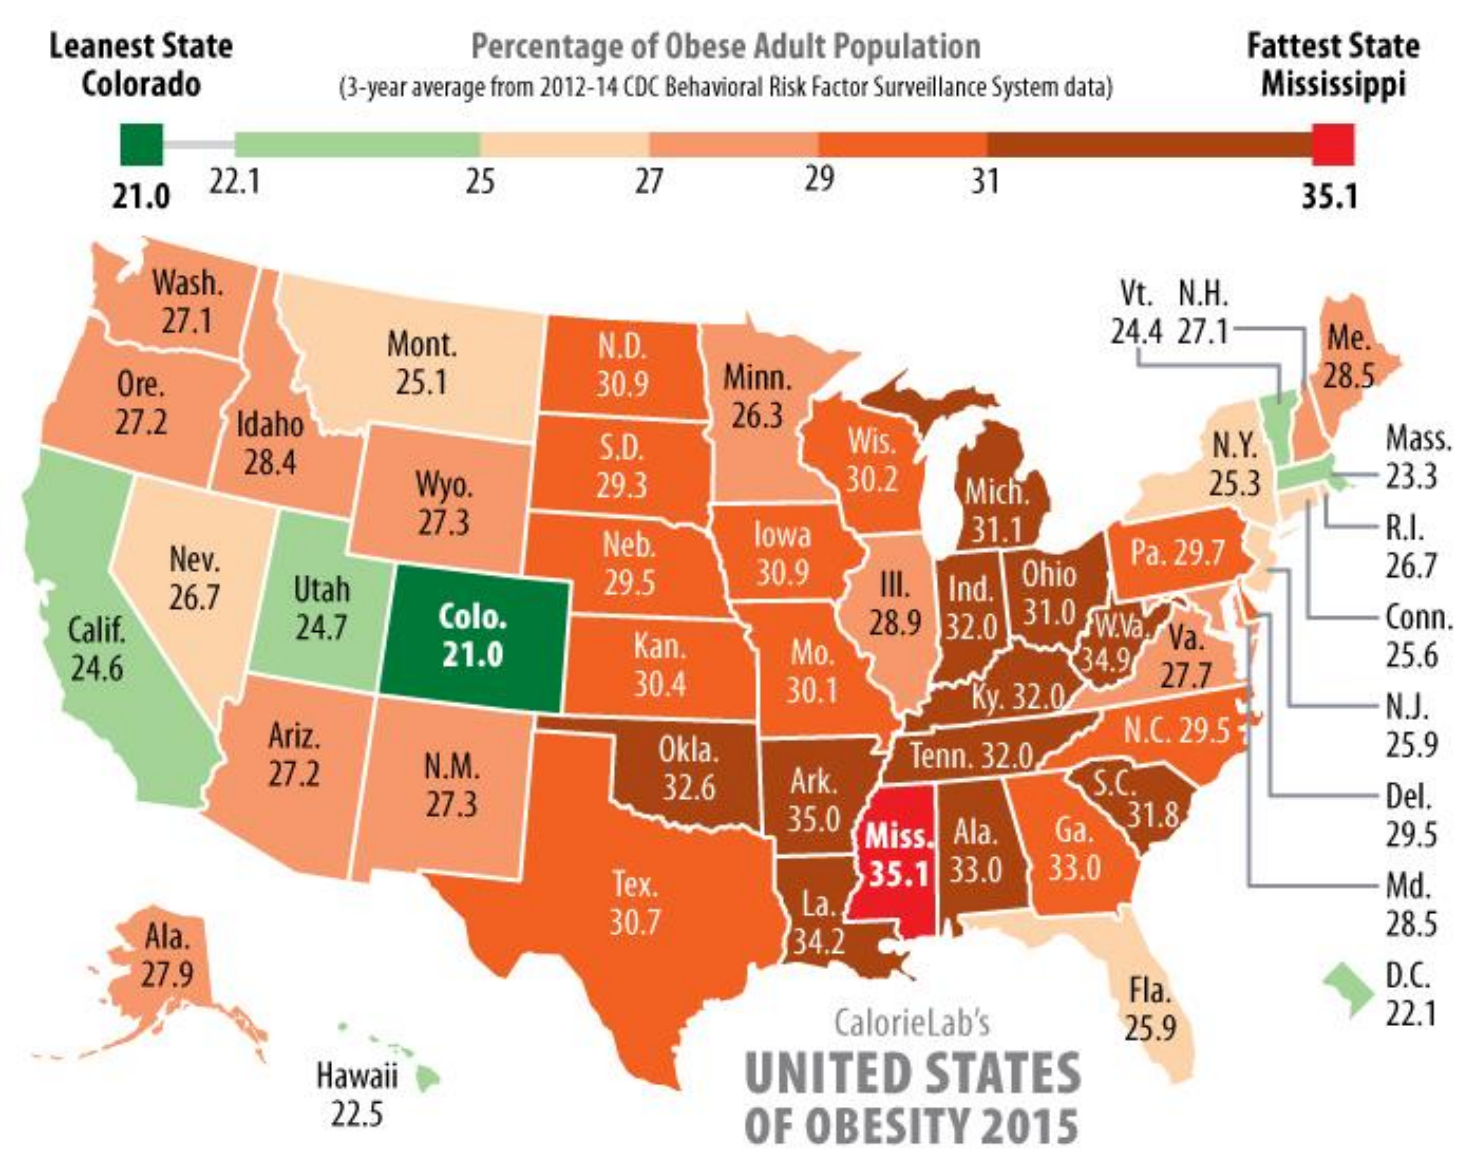 Leanest State
Colorado
Percentage of Obese Adult Population
(3-year average from 2012-14 CDC Behavioral Risk Factor Surveillance System data)
Fattest State
Mississippi
21.0
22.1
25
27
29
31
35.1
Wash.
27.1
Ore.
27.2
Idaho
28.4
Mont.
25.1
Wyo.
27.3
N.D.
30.9
S.D.
29.3
Neb.
29.5
Minn.
26.3
Wis.
30.2
Iowa
30.9
Mich.
31.1
Vt.
24.4
N.H.
27.1
Me.
28.5
N.Y.
25.3
Mass.
23.3
R.I.
26.7
Conn.
25.6
N.J.
25.9
Del.
29.5
Md.
28.5
D.C.
22.1
Calif.
24.6
Nev.
26.7
Utah
24.7
Colo.
21.0
Kan.
30.4
Mo.
30.1
Ill.
28.9
Ind.
32.0
Ohio
31.0
Pa. 29.7
W.Va.
34.9
Va.
27.7
Ky. 32.0
N.C. 29.5
Tenn. 32.0
S.C.
31.8
Ariz.
27.2
N.M.
27.3
Okla.
32.6
Ark.
35.0
Tex.
30.7
La.
34.2
Miss.
35.1
Ala.
33.0
Ga.
33.0
Fla.
25.9
Ala.
27.9
Hawaii
22.5
CalorieLab's
UNITED STATES
OF OBESITY 2015